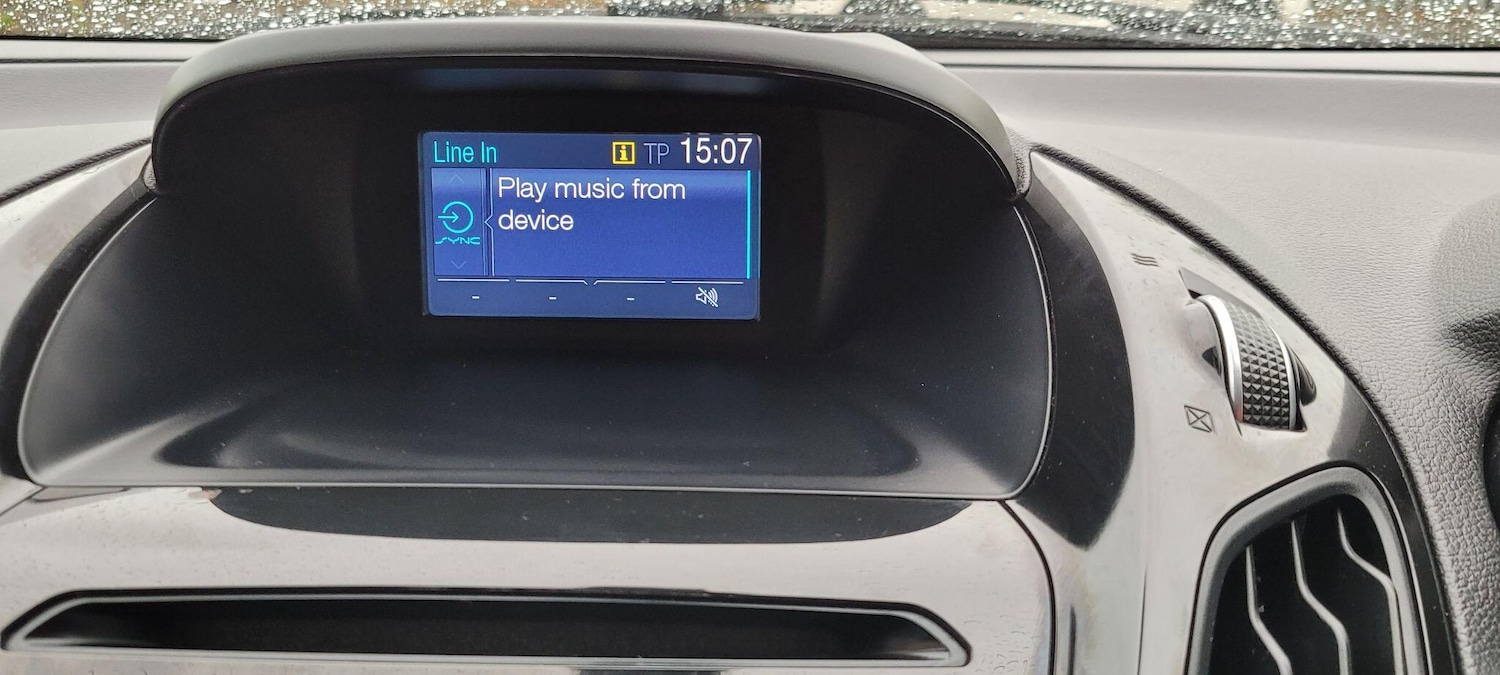 Line In i TP 15:07
Play music from
device
SYNC
- - -